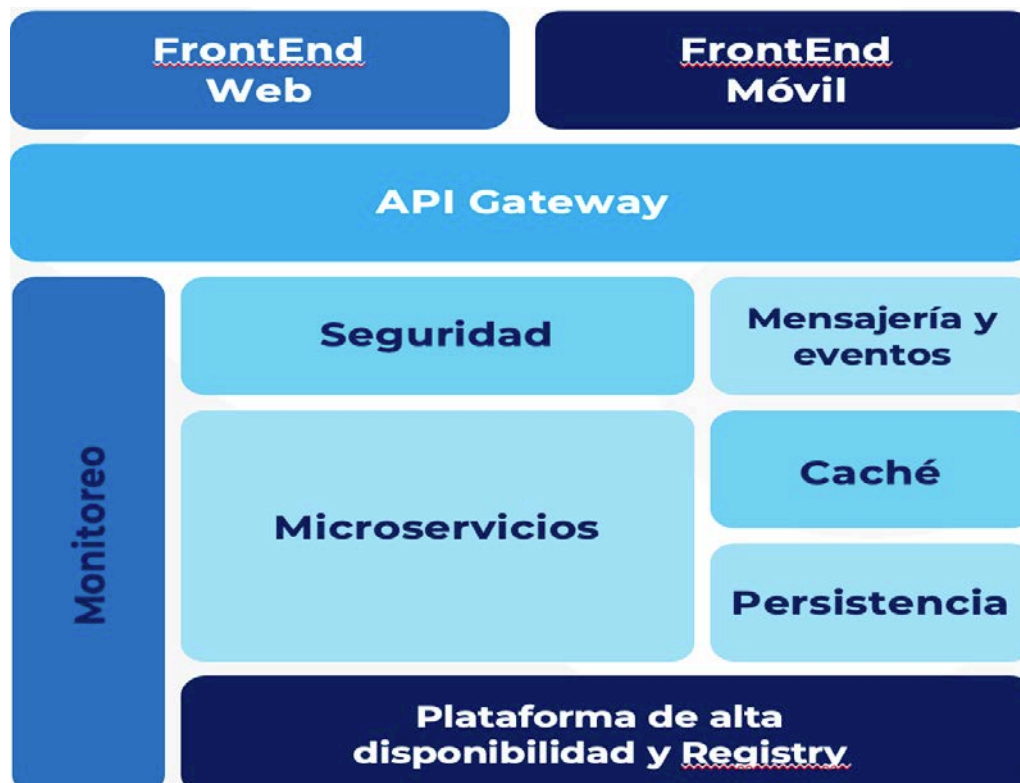 FrontEnd
Web
FrontEnd
Móvil
API Gateway
Monitoreo
Seguridad
Mensajería y
eventos
Microservicios
Caché
Persistencia
Plataforma de alta
disponibilidad y Registry